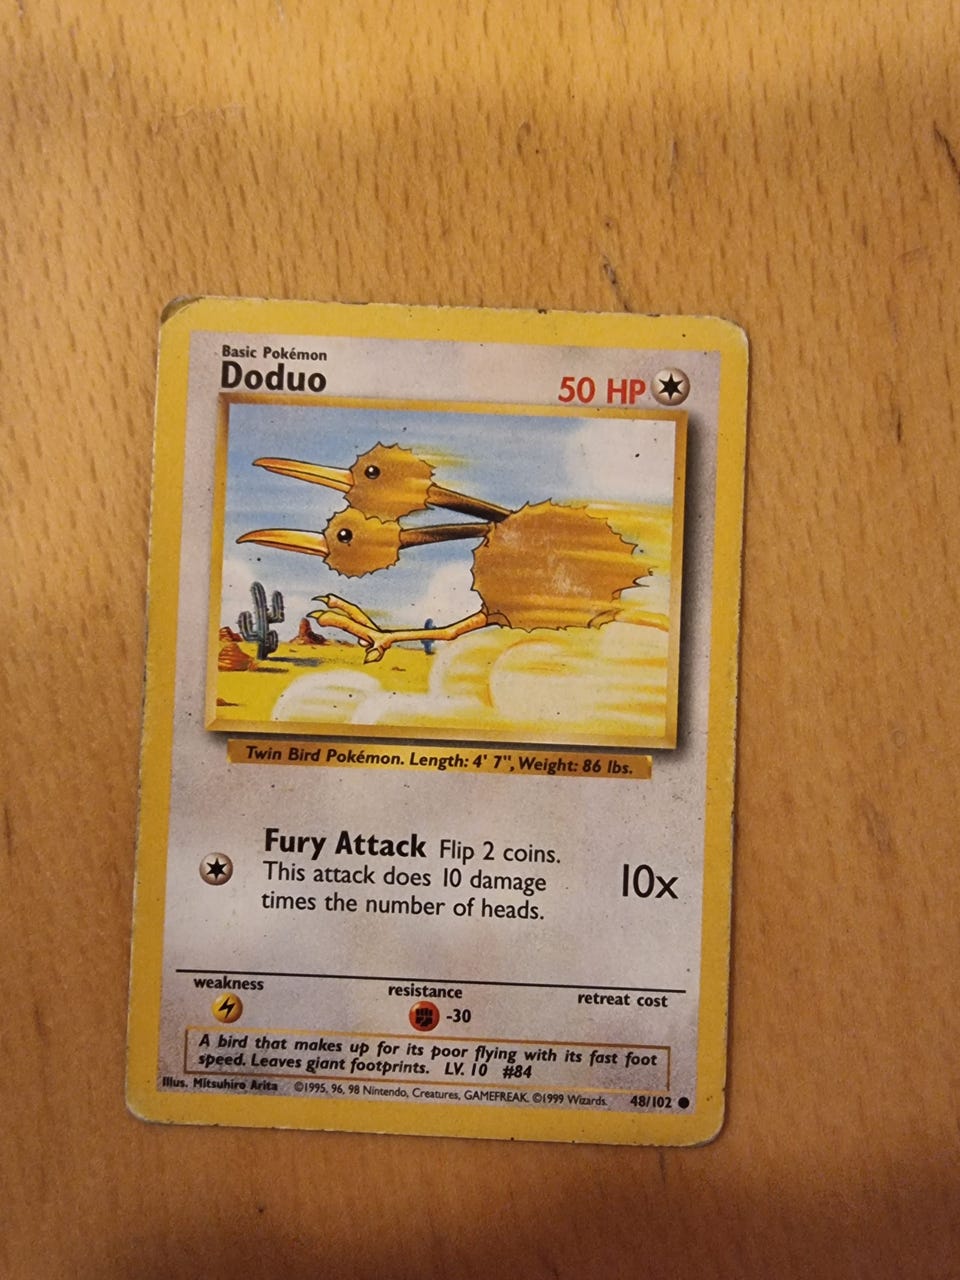 Basic Pokémon
Doduo
50 HP
Twin Bird Pokémon. Length: 4' 7", Weight: 86 lbs.
Fury Attack Flip 2 coins.
This attack does 10 damage
times the number of heads.
10x
weakness
resistance
retreat cost
-30
A bird that makes up for its poor flying with its fast foot
speed. Leaves giant footprints. LV. 10 #84
Illus. Mitsuhiro Arita ©1995, 96, 98 Nintendo, Creatures, GAMEFREAK. ©1999 Wizards. 48/102